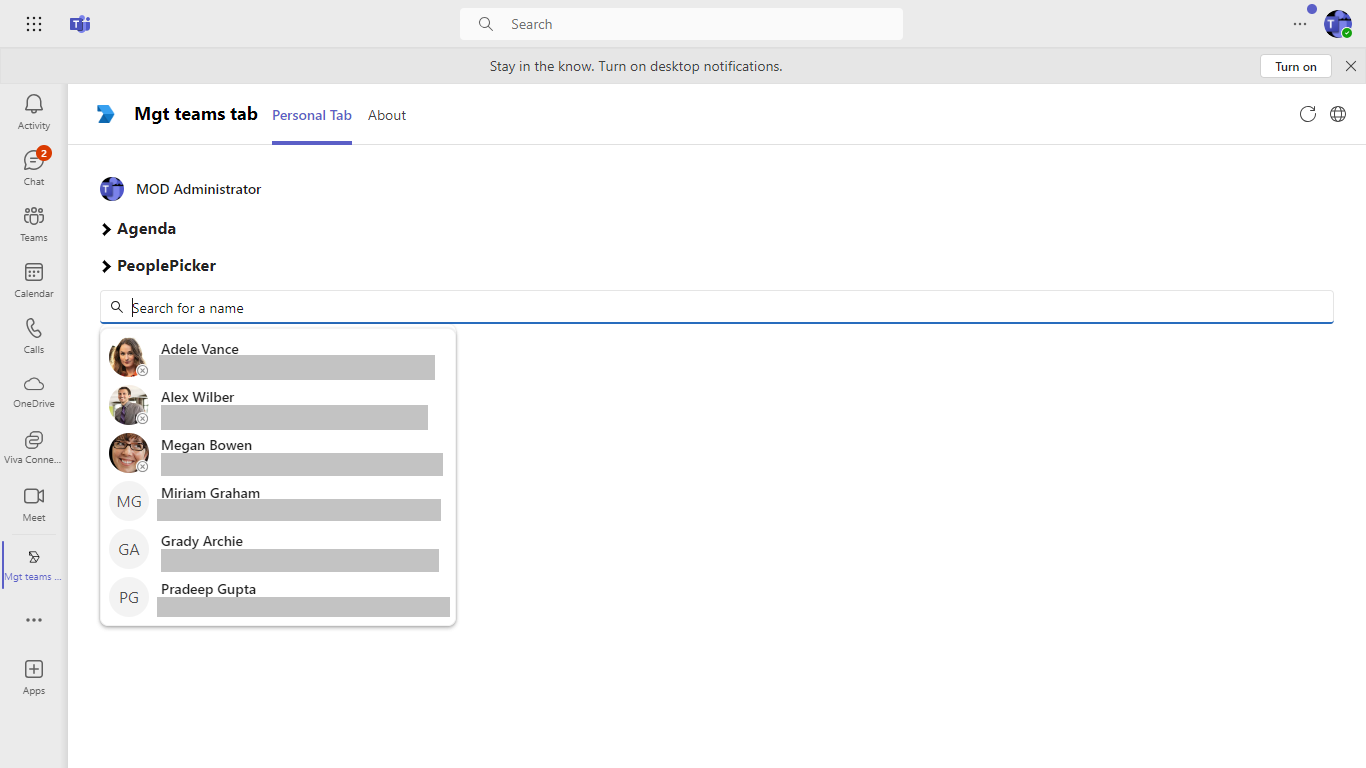 Search
Stay in the know. Turn on desktop notifications.
Turn on
Activity
2
Chat
Teams
Calendar
Calls
OneDrive
Viva Conne...
Meet
Mgt teams ...
Apps
Mgt teams tab
Personal Tab
About
MOD Administrator
Agenda
PeoplePicker
Search for a name
Adele Vance
Alex Wilber
Megan Bowen
MG
Miriam Graham
GA
Grady Archie
PG
Pradeep Gupta